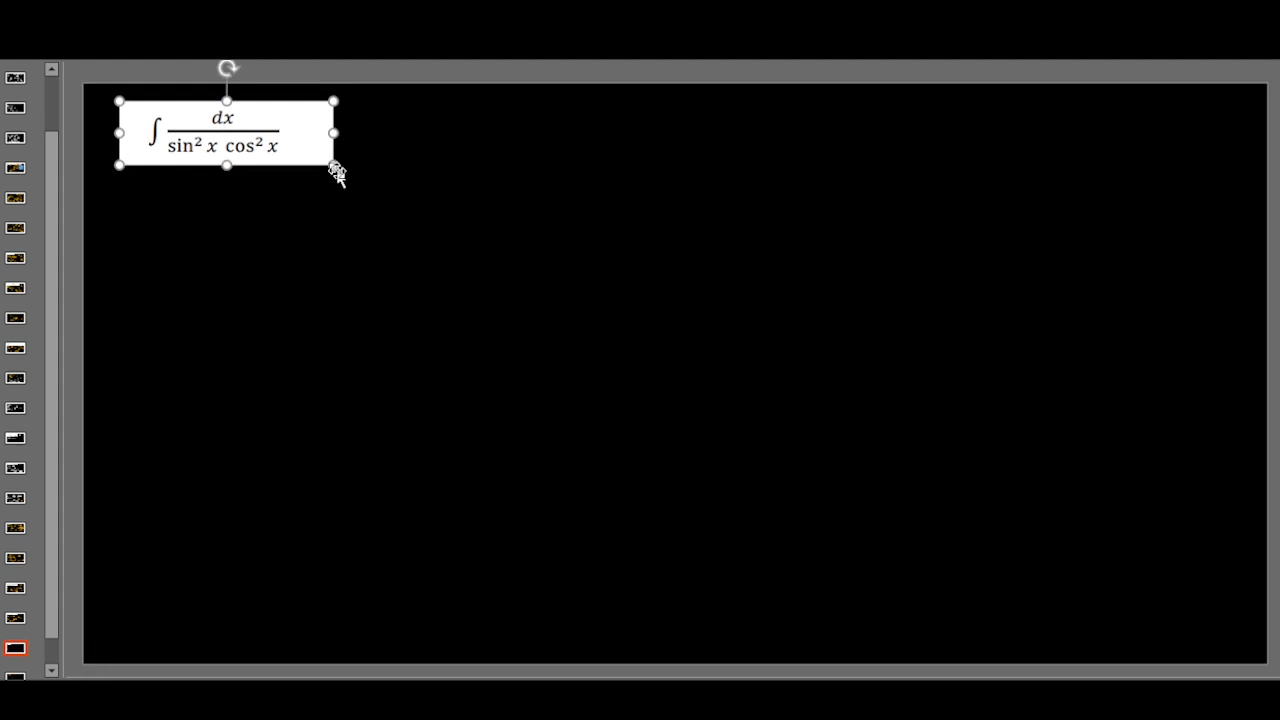 ∫ dx
sin² x cos² x